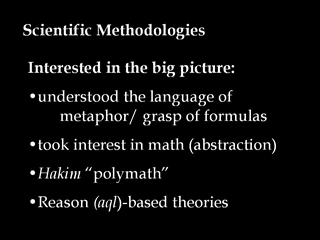 Scientific Methodologies
Interested in the big picture:
•understood the language of
metaphor/ grasp of formulas
•took interest in math (abstraction)
•Hakim “polymath”
•Reason (aql)-based theories